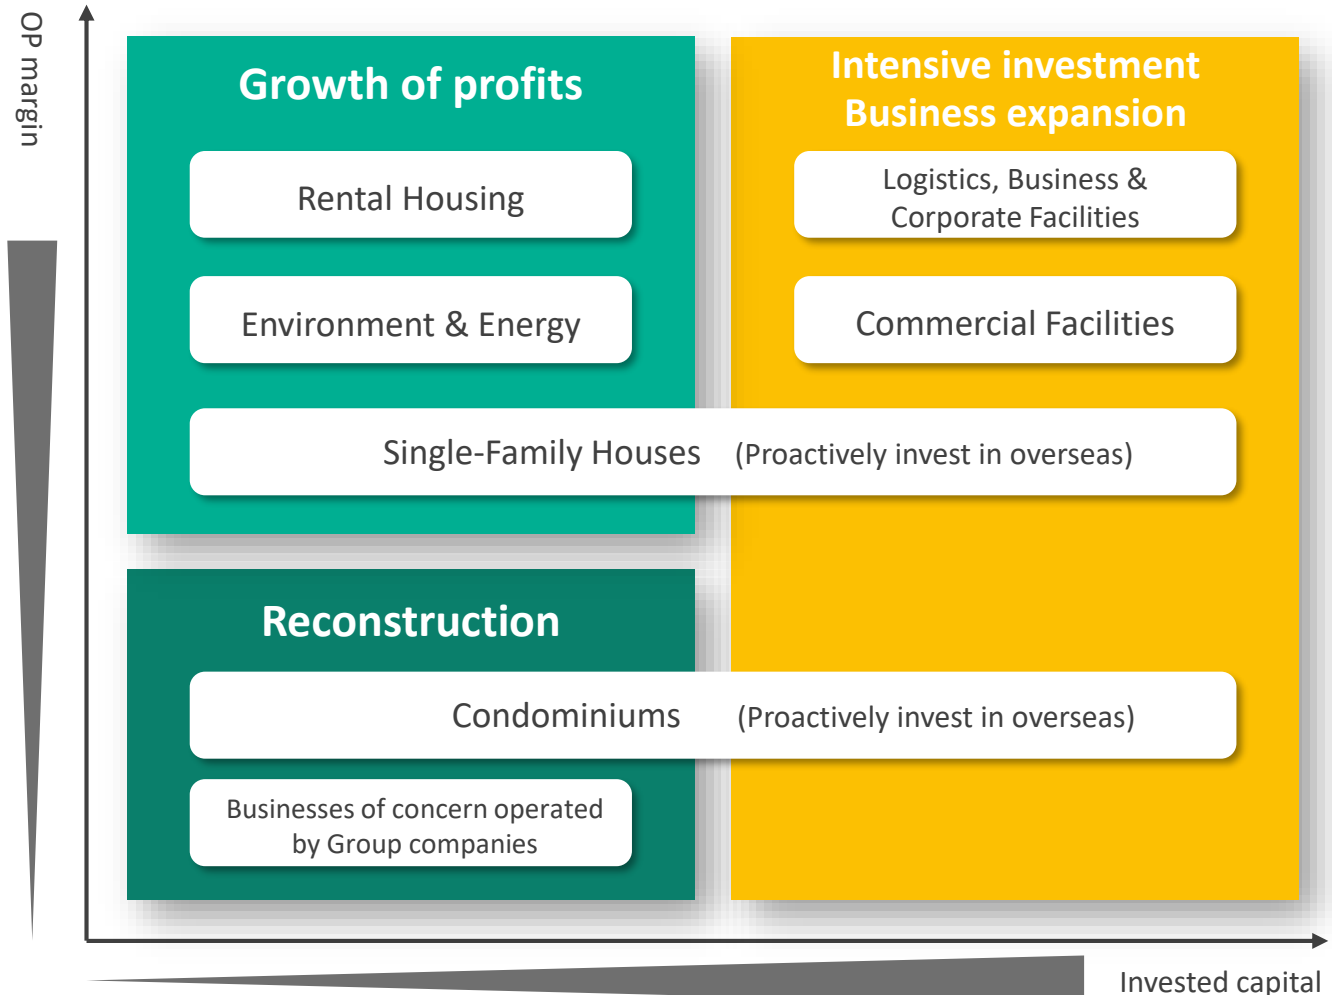 OP margin
Growth of profits
Rental Housing
Environment & Energy
Intensive investment
Business expansion
Logistics, Business &
Corporate Facilities
Commercial Facilities
Single-Family Houses (Proactively invest in overseas)
Reconstruction
Condominiums (Proactively invest in overseas)
Businesses of concern operated
by Group companies
Invested capital